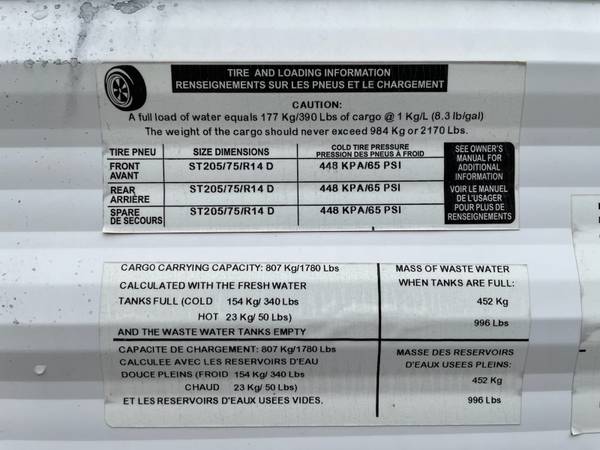 TIRE AND LOADING INFORMATION
RENSEIGNEMENTS SUR LES PNEUS ET LE CHARGEMENT
CAUTION:
A full load of water equals 177 Kg/390 Lbs of cargo @ 1 Kg/L (8.3 lb/gal)
The weight of the cargo should never exceed 984 Kg or 2170 Lbs.
TIRE PNEU SIZE DIMENSIONS COLD TIRE PRESSURE
PRESSION DES PNEUS À FROID
FRONT ST205/75/R14 D 448 KPA/65 PSI
AVANT
REAR ST205/75/R14 D 448 KPA/65 PSI
ARRIÈRE
SPARE ST205/75/R14 D 448 KPA/65 PSI
DE SECOURS
SEE OWNER'S
MANUAL FOR
ADDITIONAL
INFORMATION
VOIR LE MANUEL
DE L'USAGER
POUR PLUS DE
RENSEIGNEMENTS
CARGO CARRYING CAPACITY: 807 Kg/1780 Lbs
CALCULATED WITH THE FRESH WATER
TANKS FULL (COLD 154 Kg/ 340 Lbs
HOT 23 Kg/ 50 Lbs)
AND THE WASTE WATER TANKS EMPTY
MASS OF WASTE WATER
WHEN TANKS ARE FULL:
452 Kg
996 Lbs
CAPACITE DE CHARGEMENT: 807 Kg/1780 Lbs
CALCULEE AVEC LES RESERVOIRS D'EAU
DOUCE PLEINS (FROID 154 Kg/ 340 Lbs
CHAUD 23 Kg/ 50 Lbs)
ET LES RESERVOIRS D'EAUX USEES VIDES.
MASSE DES RESERVOIRS
D'EAUX USEES PLEINS:
452 Kg
996 Lbs